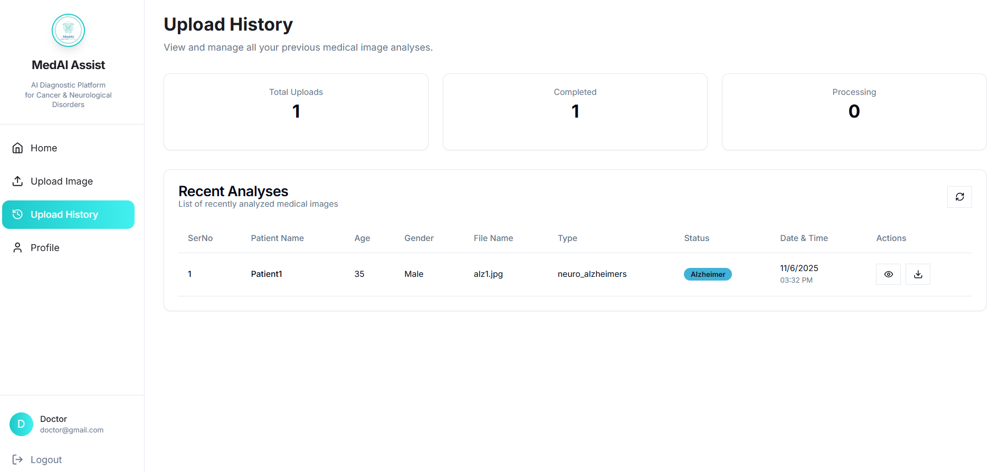 MedAI
MedAI Assist
AI Diagnostic Platform
for Cancer & Neurological
Disorders
Home
Upload Image
Upload History
Profile
Doctor
D
doctor@gmail.com
Logout
Upload History
View and manage all your previous medical image analyses.
Total Uploads
1
Completed
1
Processing
0
Recent Analyses
List of recently analyzed medical images
SerNo Patient Name Age Gender File Name Type Status Date & Time Actions
1 Patient1 35 Male alz1.jpg neuro_alzheimers Alzheimer 11/6/2025
03:32 PM